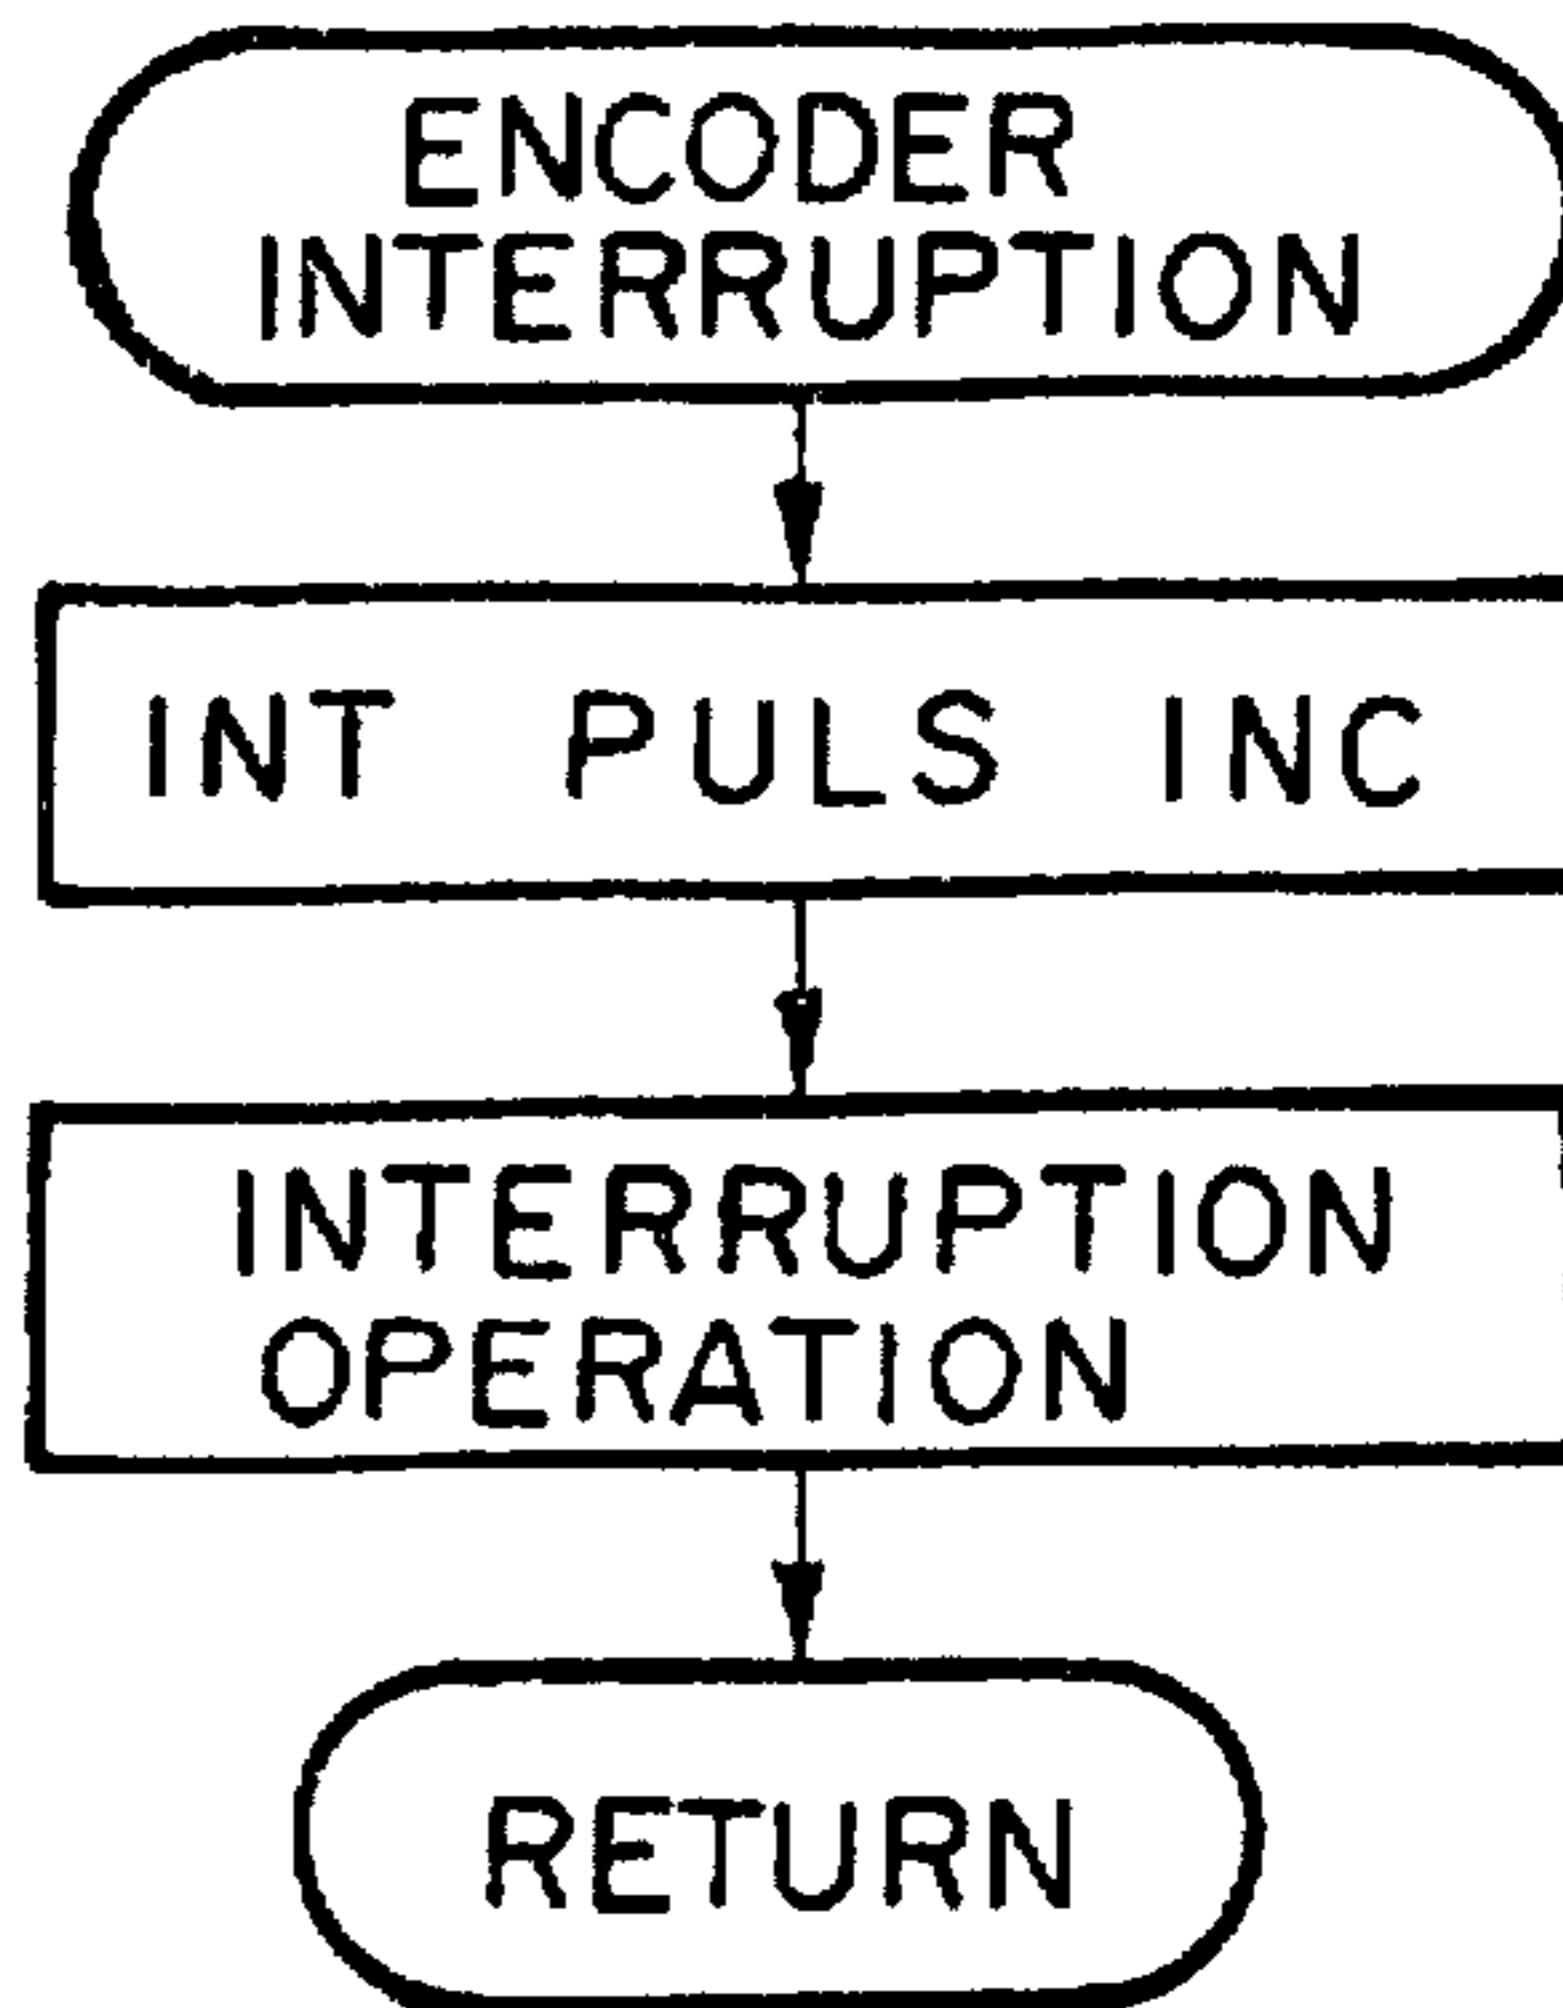 ENCODER
INTERRUPTION
INT PULS INC
INTERRUPTION
OPERATION
RETURN